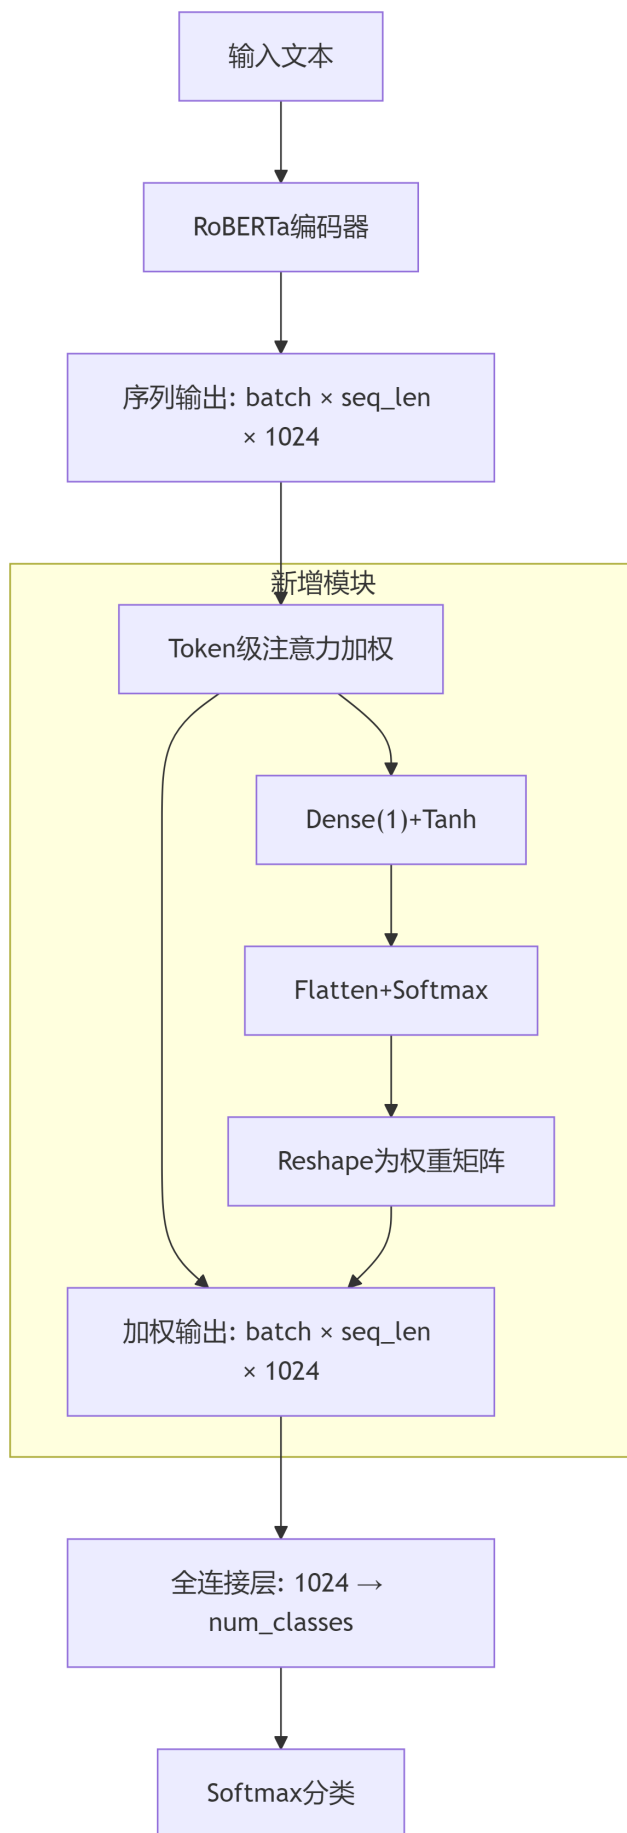 输入文本
RoBERTa编码器
序列输出: batch × seq_len
× 1024
新增模块
Token级注意力加权
Dense(1)+Tanh
Flatten+Softmax
Reshape为权重矩阵
加权输出: batch × seq_len
× 1024
全连接层: 1024 →
num_classes
Softmax分类